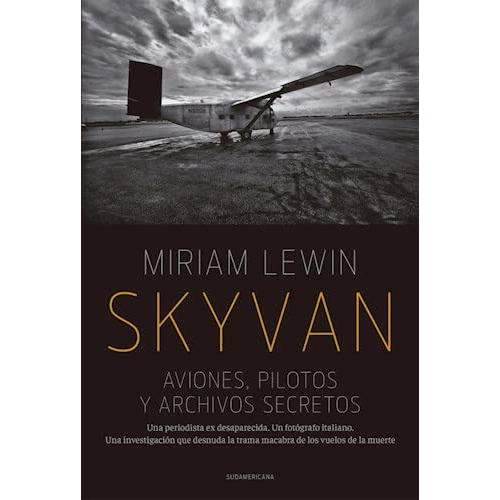 MIRIAM LEWIN
SKYVAN
AVIONES, PILOTOS
Y ARCHIVOS SECRETOS
Una periodista ex desaparecida. Un fotógrafo italiano.
Una investigación que desnuda la trama macabra de los vuelos de la muerte
SUDAMERICANA